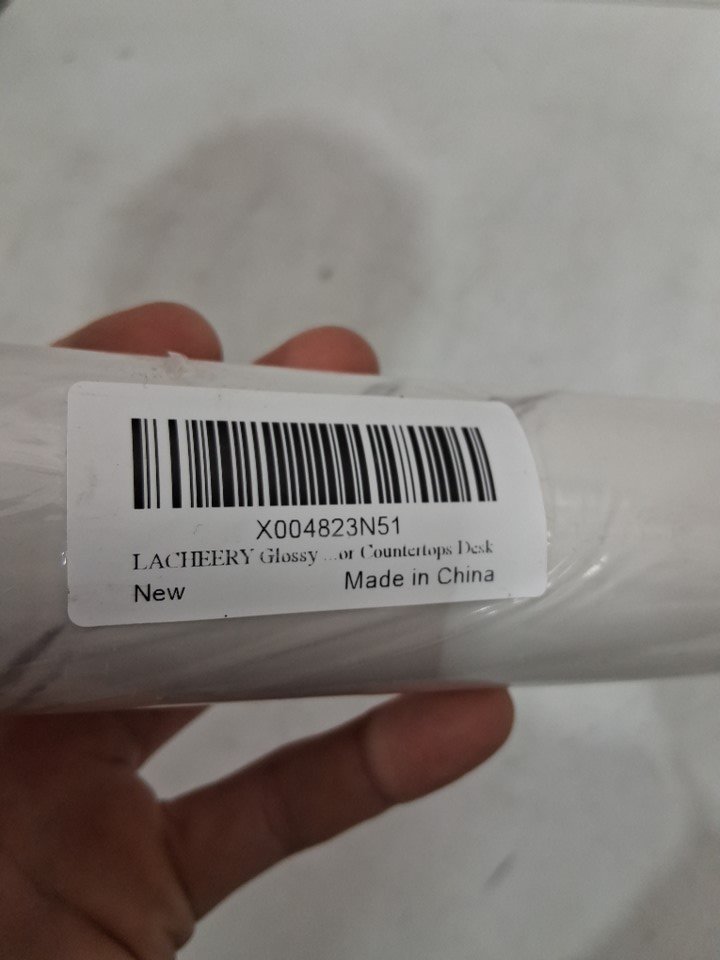 X004823N51
LACHEERY Glossy ...or Countertops Desk
New
Made in China